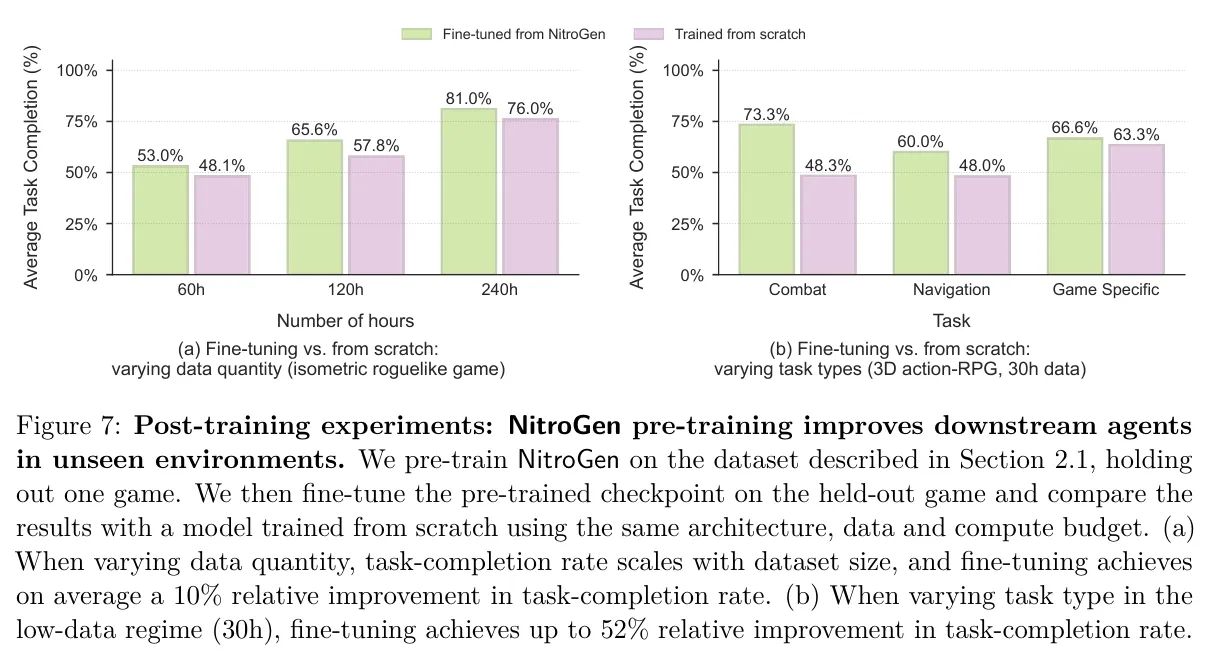 Fine-tuned from NitroGen
Trained from scratch
Average Task Completion (%)
100%
75%
50%
25%
0%
53.0%
48.1%
65.6%
57.8%
81.0%
76.0%
60h
120h
240h
Number of hours
(a) Fine-tuning vs. from scratch:
varying data quantity (isometric roguelike game)
Average Task Completion (%)
100%
75%
50%
25%
0%
73.3%
48.3%
60.0%
48.0%
66.6%
63.3%
Combat
Navigation
Game Specific
Task
(b) Fine-tuning vs. from scratch:
varying task types (3D action-RPG, 30h data)
Figure 7: Post-training experiments: NitroGen pre-training improves downstream agents
in unseen environments. We pre-train NitroGen on the dataset described in Section 2.1, holding
out one game. We then fine-tune the pre-trained checkpoint on the held-out game and compare the
results with a model trained from scratch using the same architecture, data and compute budget. (a)
When varying data quantity, task-completion rate scales with dataset size, and fine-tuning achieves
on average a 10% relative improvement in task-completion rate. (b) When varying task type in the
low-data regime (30h), fine-tuning achieves up to 52% relative improvement in task-completion rate.